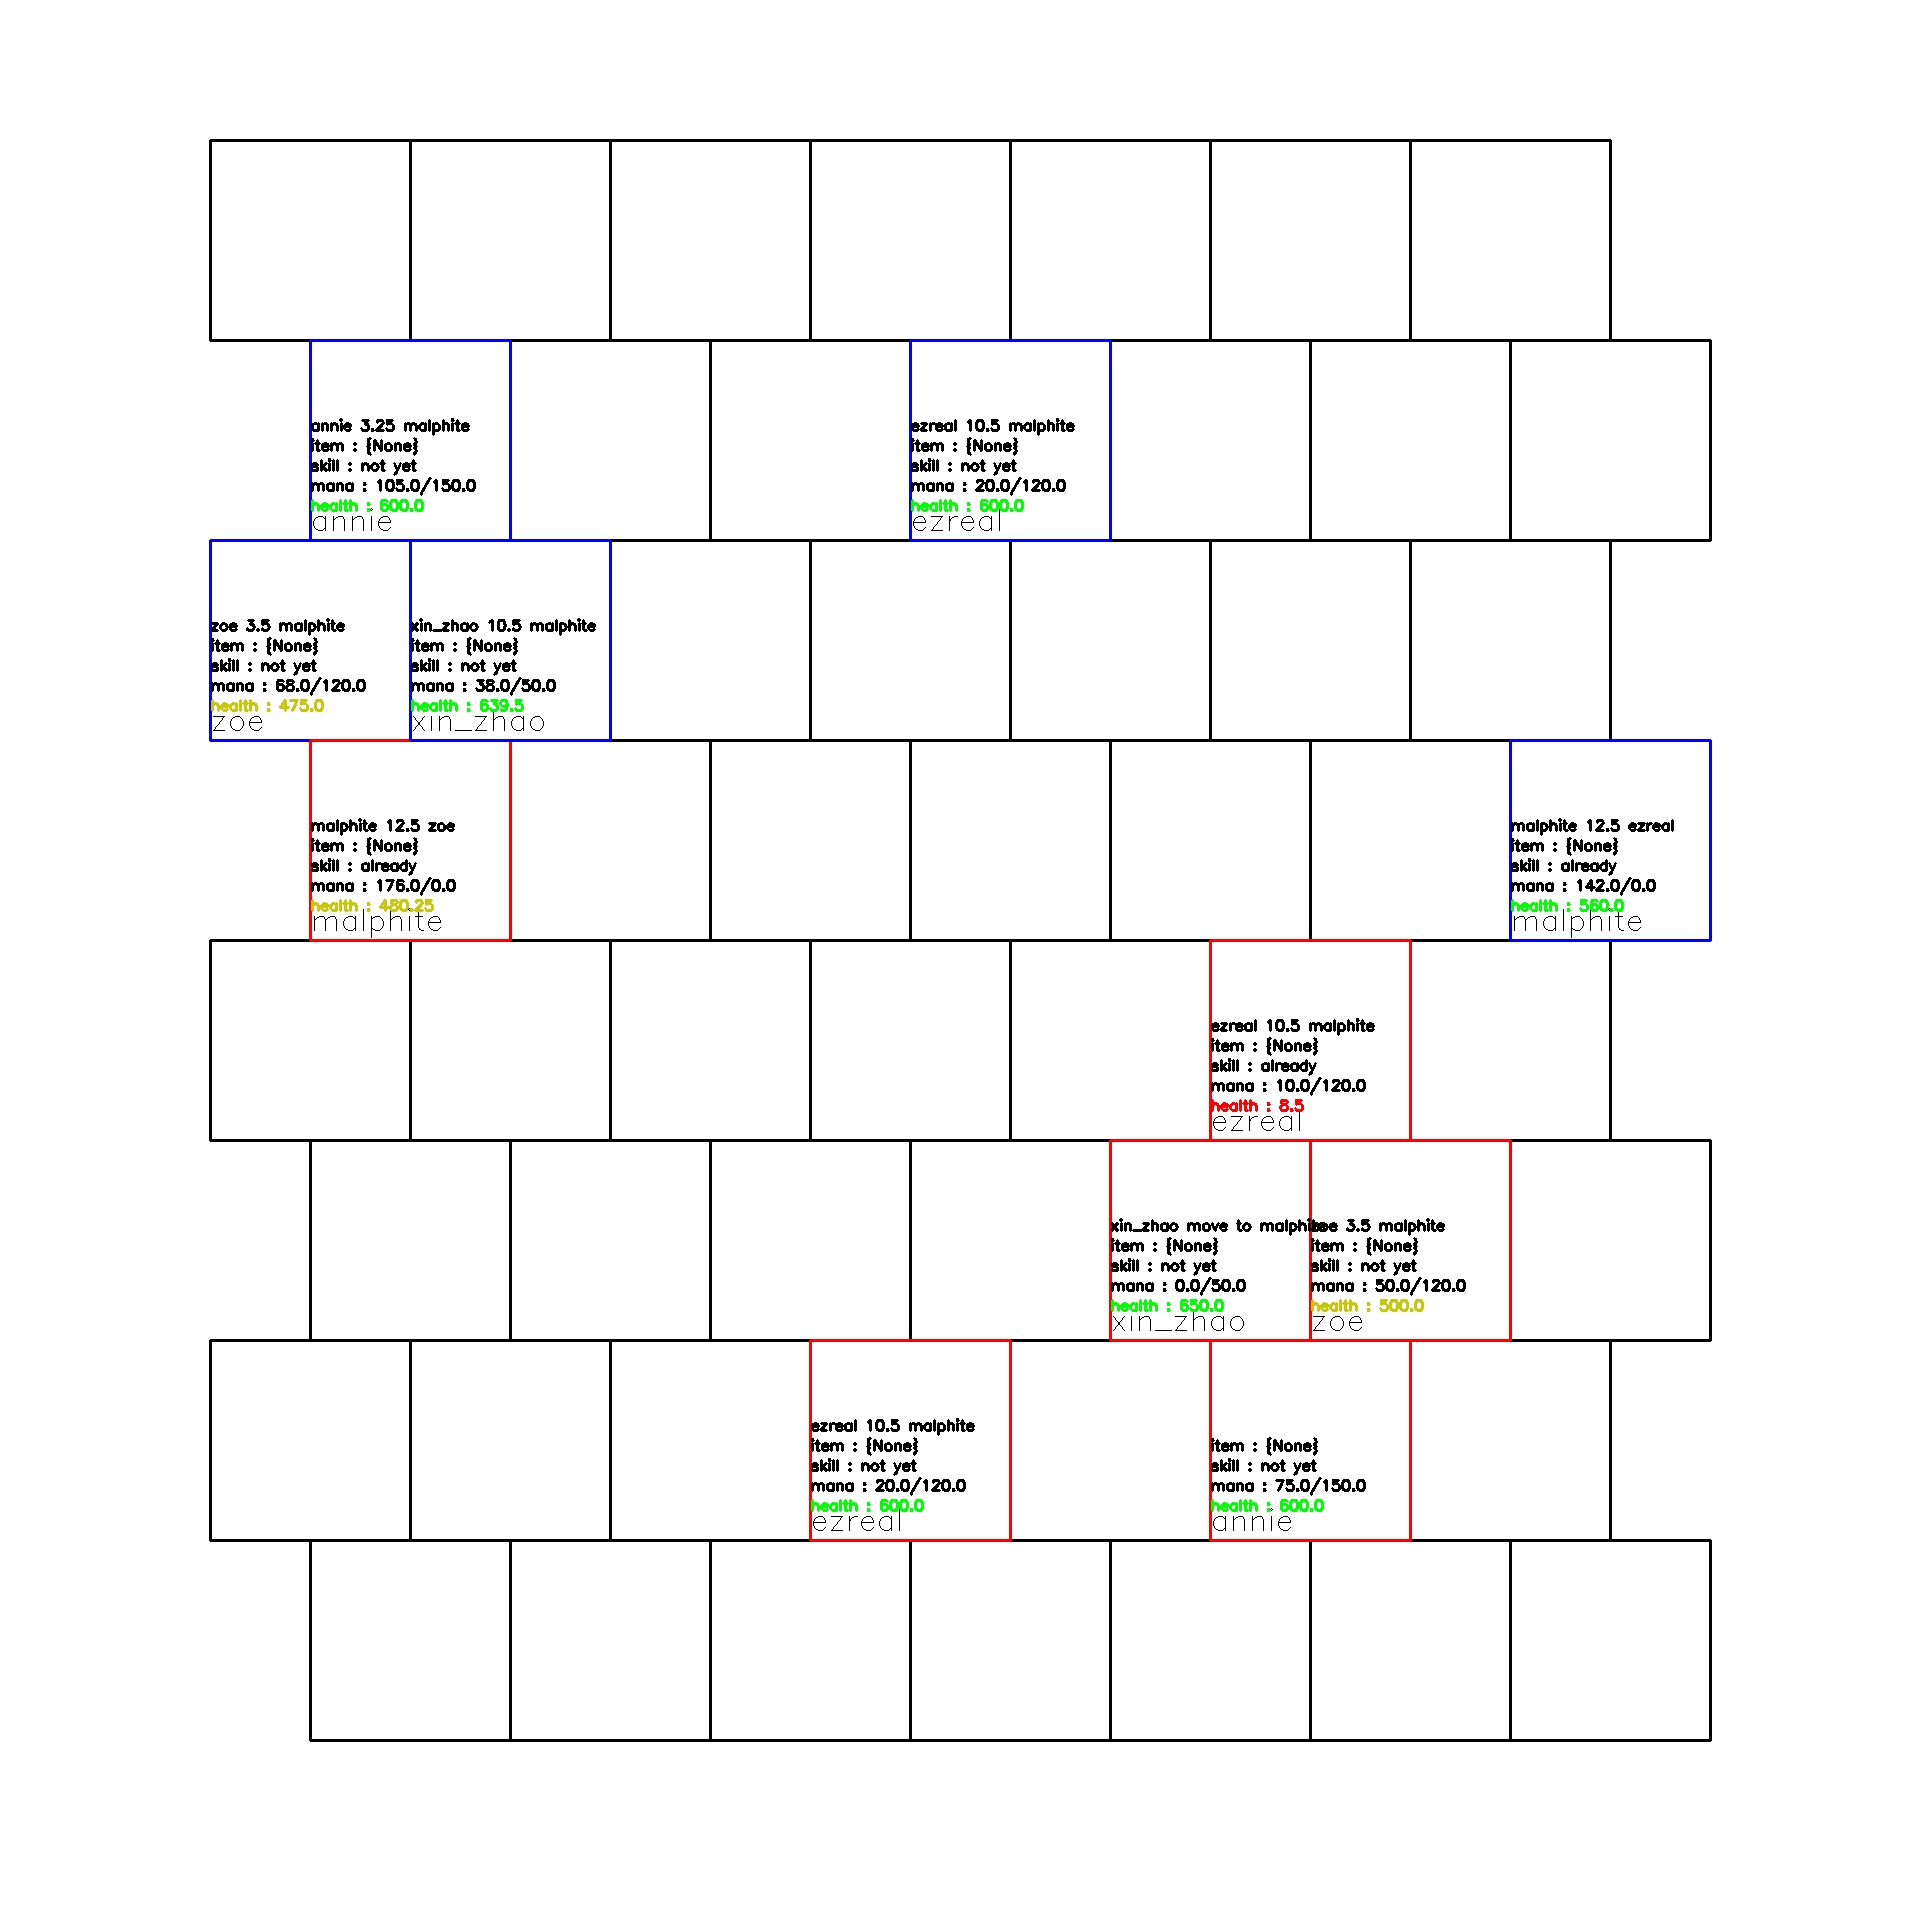 annie 3.25 malphite
item : {None}
skill : not yet
mana : 105.0/150.0
health : 600.0
annie
ezreal 10.5 malphite
item : {None}
skill : not yet
mana : 20.0/120.0
health : 600.0
ezreal
zoe 3.5 malphite
item : {None}
skill : not yet
mana : 68.0/120.0
health : 475.0
zoe
xin_zhao 10.5 malphite
item : {None}
skill : not yet
mana : 38.0/50.0
health : 639.5
xin_zhao
malphite 12.5 zoe
item : {None}
skill : already
mana : 176.0/0.0
health : 480.25
malphite
malphite 12.5 ezreal
item : {None}
skill : already
mana : 142.0/0.0
health : 560.0
malphite
ezreal 10.5 malphite
item : {None}
skill : already
mana : 10.0/120.0
health : 8.5
ezreal
xin_zhao move to malphite
item : {None}
skill : not yet
mana : 0.0/50.0
health : 650.0
xin_zhao
zoe 3.5 malphite
item : {None}
skill : not yet
mana : 50.0/120.0
health : 500.0
zoe
ezreal 10.5 malphite
item : {None}
skill : not yet
mana : 20.0/120.0
health : 600.0
ezreal
item : {None}
skill : not yet
mana : 75.0/150.0
health : 600.0
annie